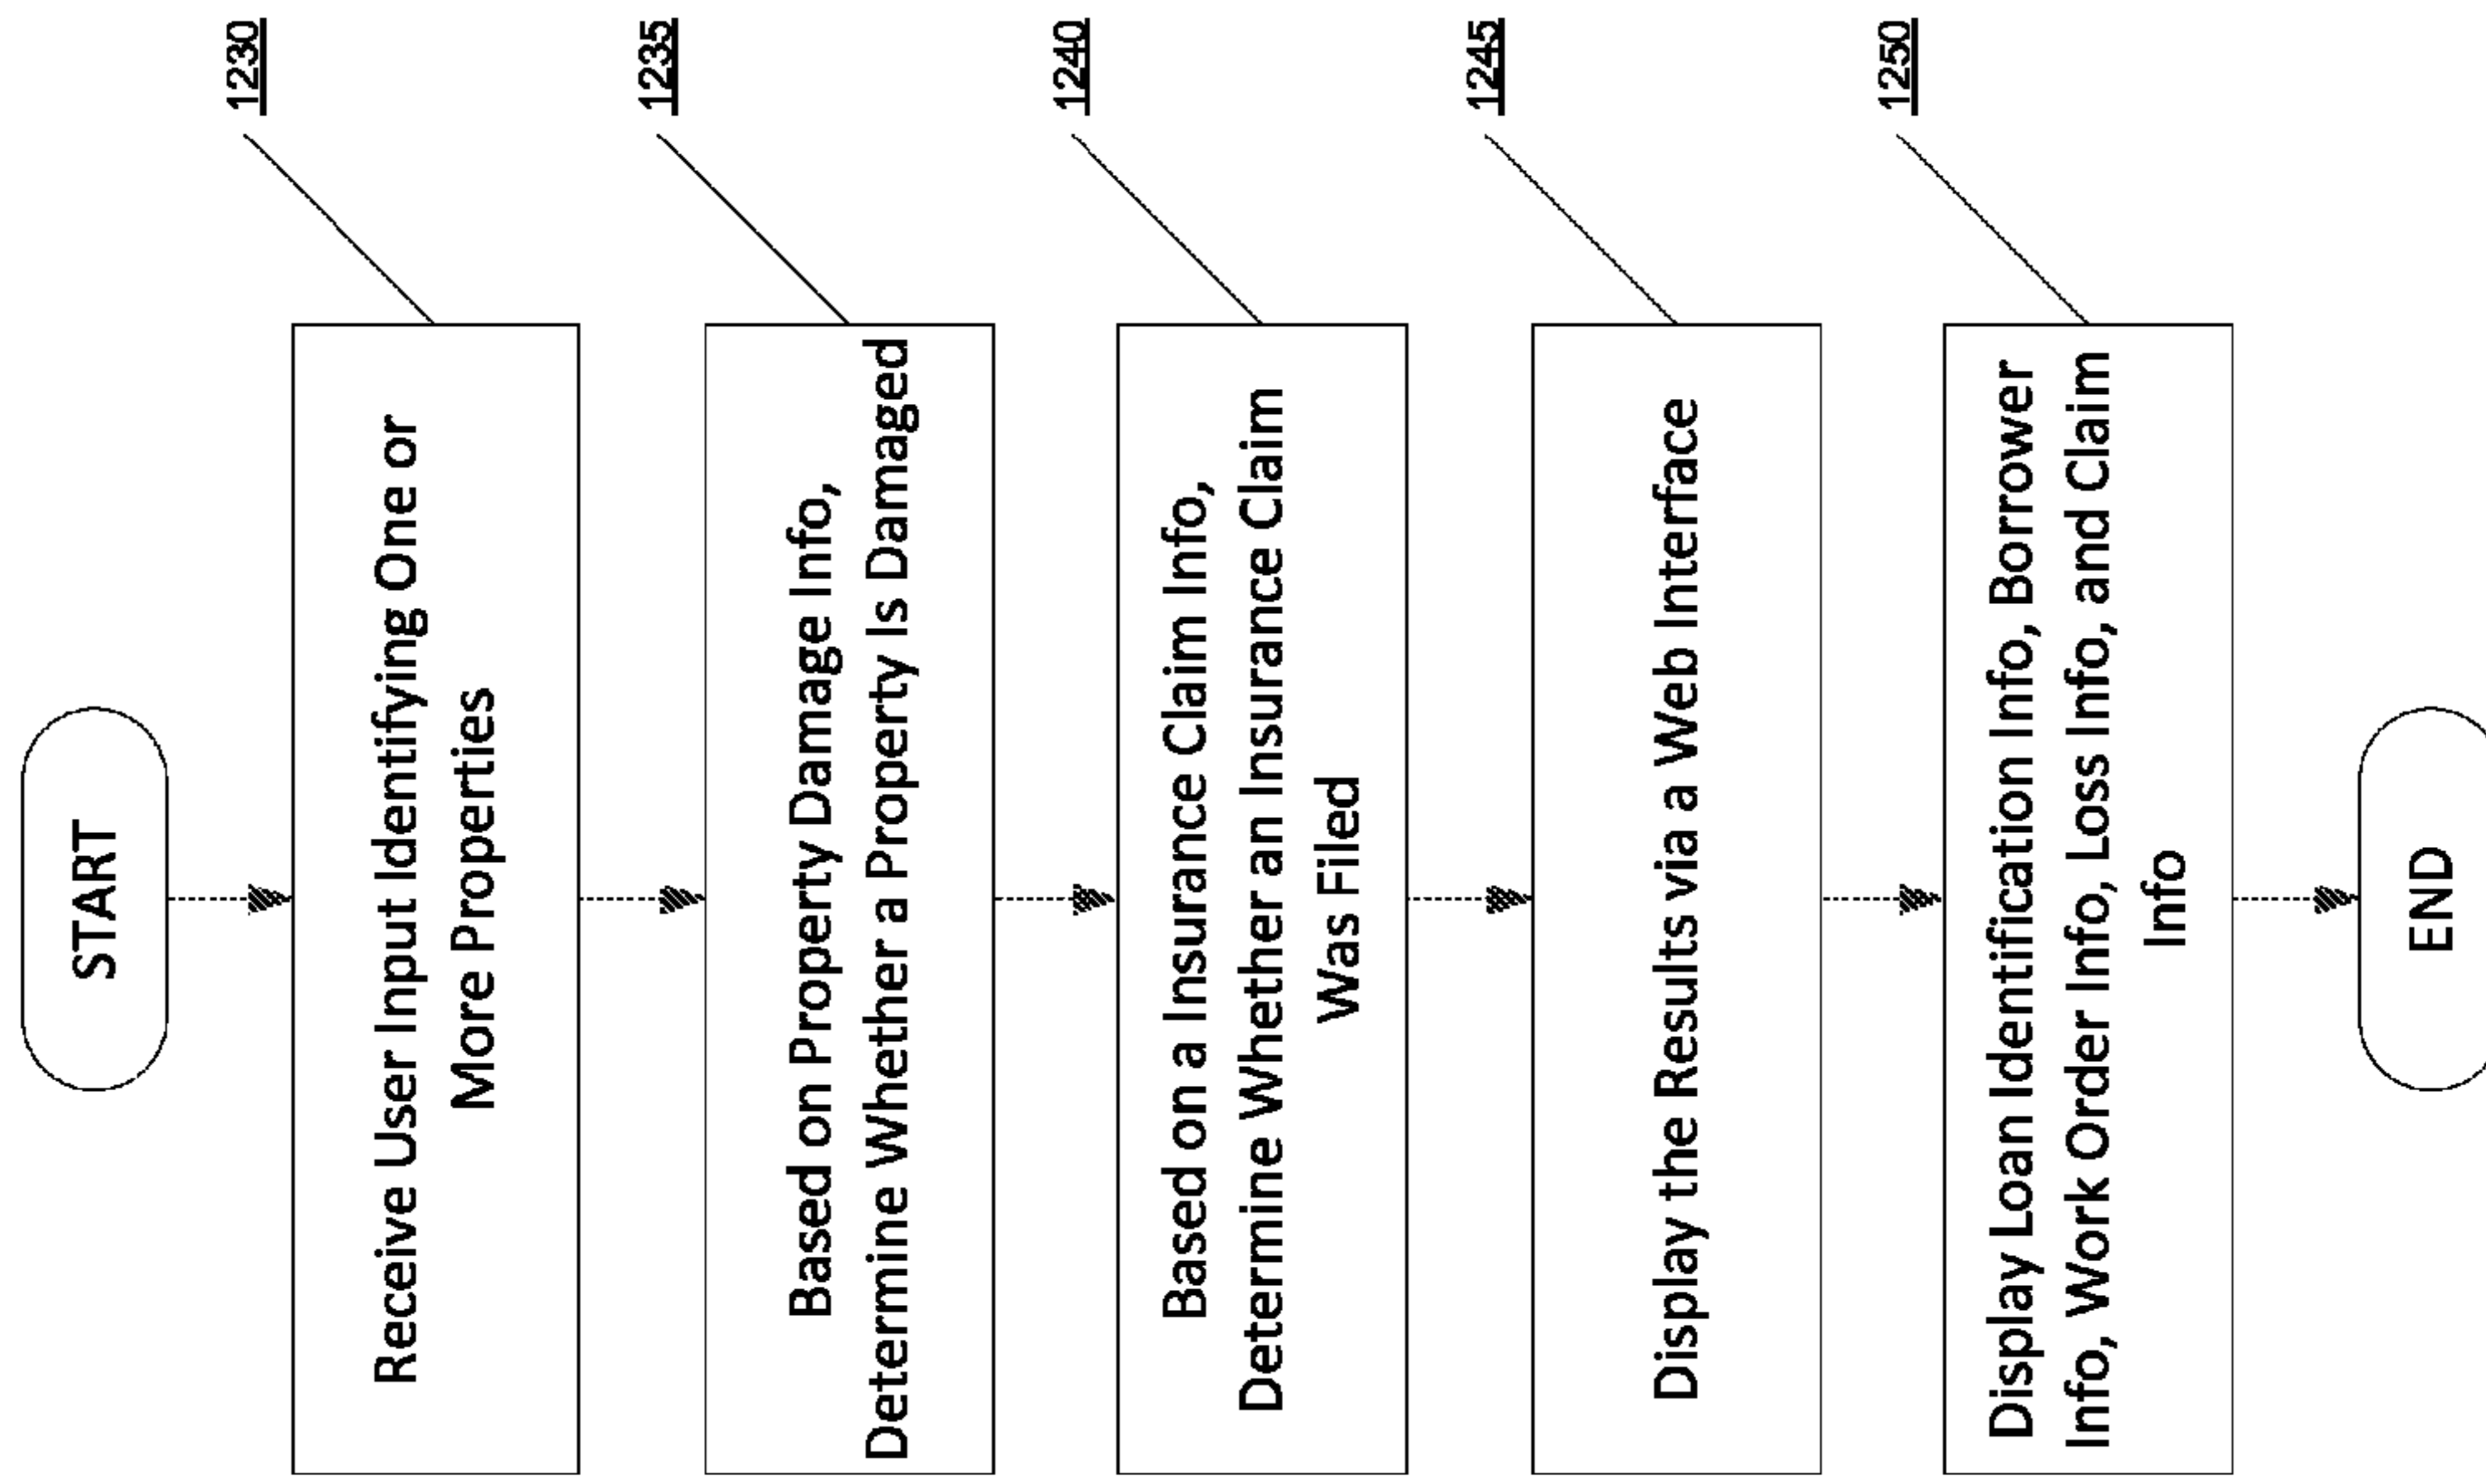 START
1230
Receive User Input Identifying One or
More Properties
1235
Based on Property Damage Info,
Determine Whether a Property Is Damaged
1240
Based on a Insurance Claim Info,
Determine Whether an Insurance Claim
Was Filed
1245
Display the Results via a Web Interface
1250
Display Loan Identification Info, Borrower
Info, Work Order Info, Loss Info, and Claim
Info
END